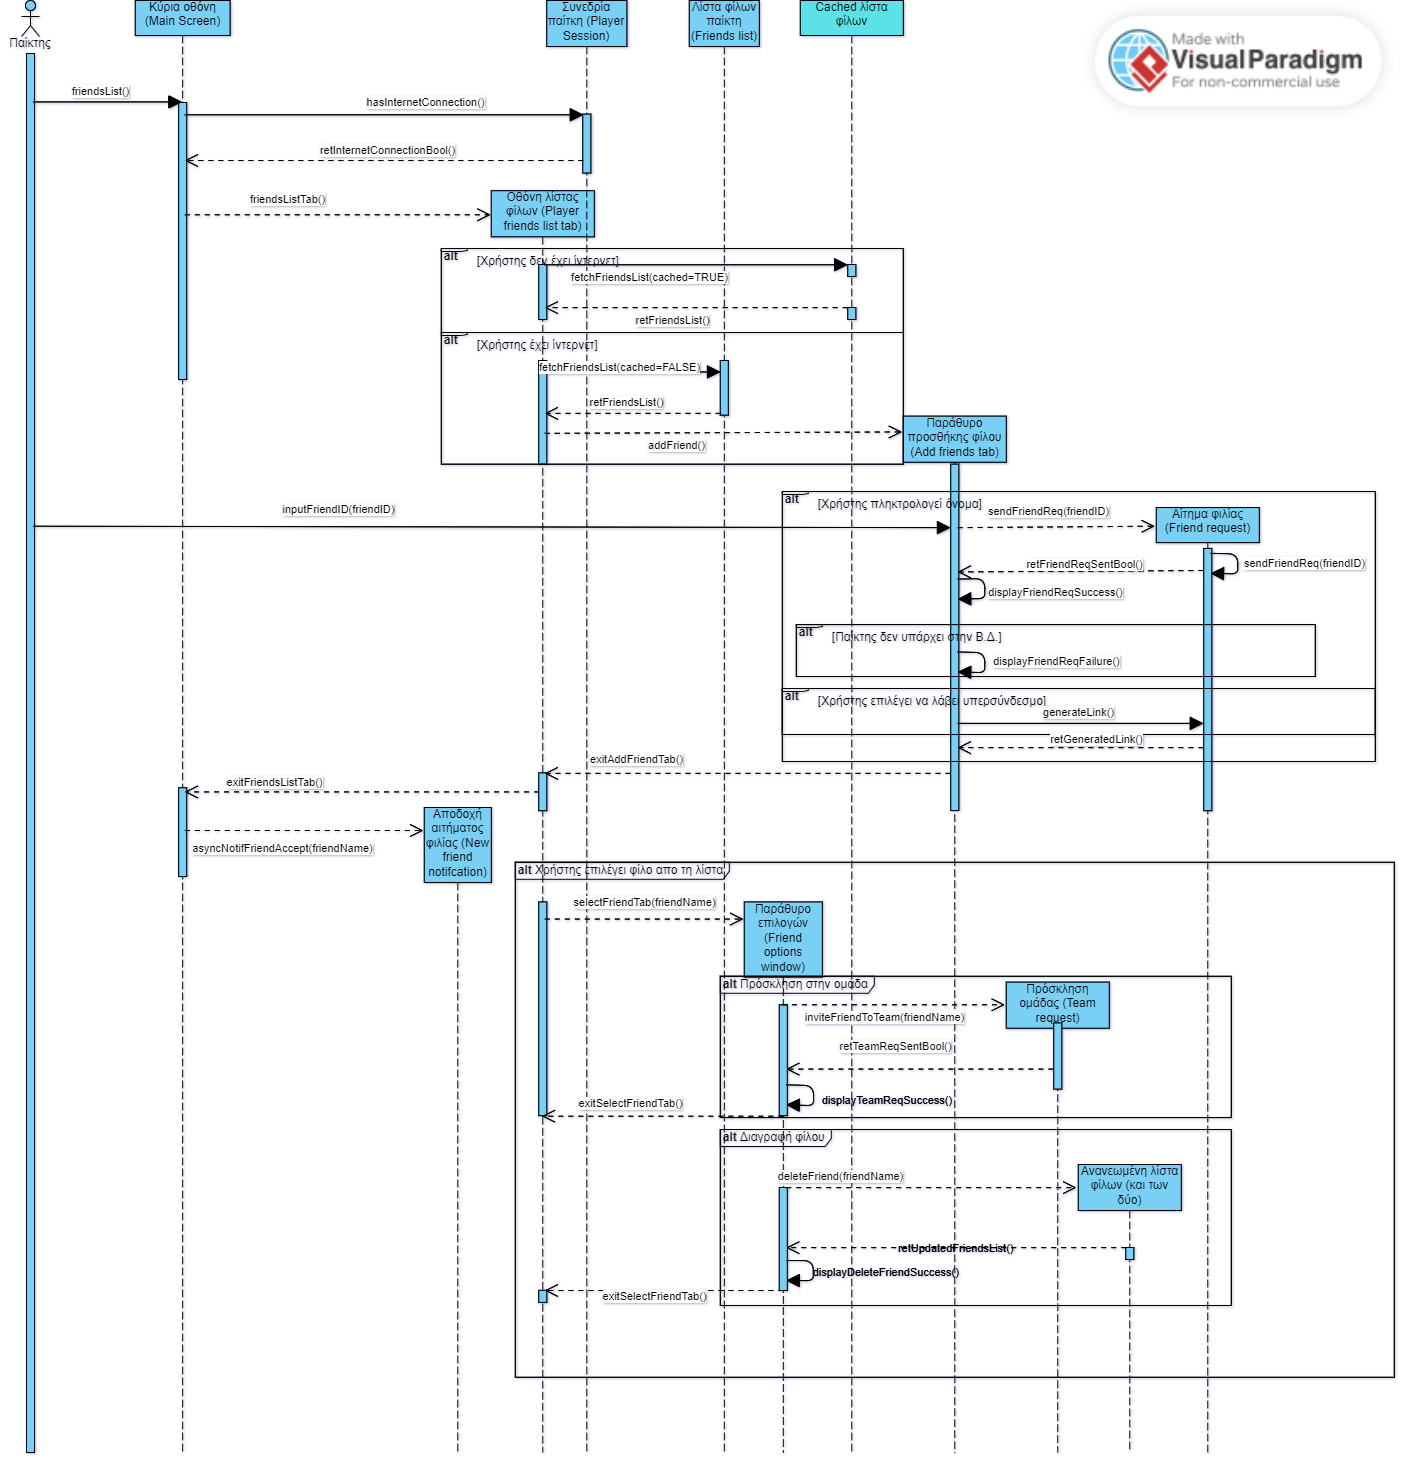 Κύρια οθόνη
(Main Screen)
Συνεδρία
παίτκη (Player
Session)
Λίστα φίλων
παίκτη
(Friends list)
Cached λίστα
φίλων
Παίκτης
Made with
Visual Paradigm
For non-commercial use
friendsList()
hasInternetConnection()
retInternetConnectionBool()
friendsListTab()
Οθόνη λίστας
φίλων (Player
friends list tab)
alt
[Χρήστης δεν έχει ίντερνετ]
fetchFriendsList(cached=TRUE)
retFriendsList()
alt
[Χρήστης έχει ίντερνετ]
fetchFriendsList(cached=FALSE)
retFriendsList()
addFriend()
Παράθυρο
προσθήκης φίλου
(Add friends tab)
alt
[Χρήστης πληκτρολογεί όνομα]
inputFriendID(friendID)
sendFriendReq(friendID)
Αίτημα φιλίας
(Friend request)
retFriendReqSentBool()
sendFriendReq(friendID)
displayFriendReqSuccess()
alt
[Παίκτης δεν υπάρχει στην Β.Δ.]
displayFriendReqFailure()
alt
[Χρήστης επιλέγει να λάβει υπερσύνδεσμο]
generateLink()
retGeneratedLink()
exitAddFriendTab()
exitFriendsListTab()
Αποδοχή
αιτήματος
φιλίας (New
friend
notifcation)
asyncNotifFriendAccept(friendName)
alt Χρήστης επιλέγει φίλο απο τη λίστα
selectFriendTab(friendName)
Παράθυρο
επιλογών
(Friend
options
window)
alt Πρόσκληση στην ομάδα
Πρόσκληση
ομάδας (Team
request)
inviteFriendToTeam(friendName)
retTeamReqSentBool()
displayTeamReqSuccess()
exitSelectFriendTab()
alt Διαγραφή φίλου
deleteFriend(friendName)
Ανανεωμένη λίστα
φίλων (και των
δύο)
retUpdatedFriendsList()
displayDeleteFriendSuccess()
exitSelectFriendTab()